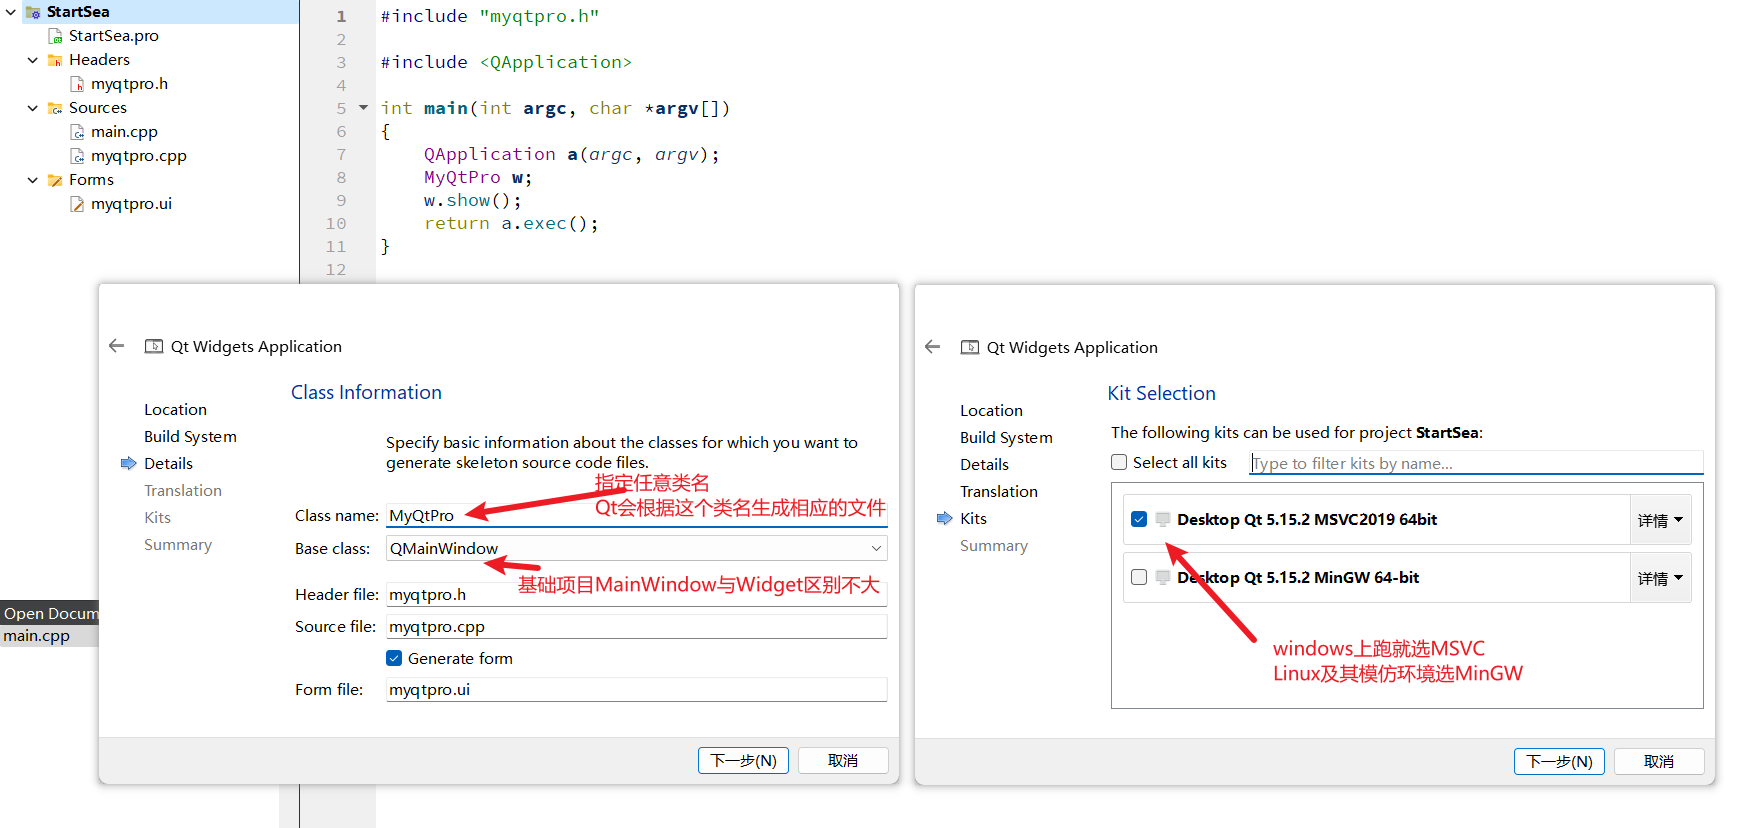 StartSea
StartSea.pro
Headers
myqtpro.h
Sources
main.cpp
myqtpro.cpp
Forms
myqtpro.ui
Open Docum
main.cpp
1 #include "myqtpro.h"
2
3 #include <QApplication>
4
5 int main(int argc, char *argv[])
6 {
7 QApplication a(argc, argv);
8 MyQtPro w;
9 w.show();
10 return a.exec();
11 }
12
Qt Widgets Application
Location
Build System
Details
Translation
Kits
Summary
Class Information
Specify basic information about the classes for which you want to
generate skeleton source code files.
指定任意类名
Qt会根据这个类名生成相应的文件
Class name: MyQtPro
Base class: QMainWindow
基础项目MainWindow与Widget区别不大
Header file: myqtpro.h
Source file: myqtpro.cpp
Generate form
Form file: myqtpro.ui
下一步(N) 取消
Qt Widgets Application
Location
Build System
Details
Translation
Kits
Summary
Kit Selection
The following kits can be used for project StartSea:
Select all kits Type to filter kits by name...
Desktop Qt 5.15.2 MSVC2019 64bit 详情
Desktop Qt 5.15.2 MinGW 64-bit 详情
windows上跑就选MSVC
Linux及其模仿环境选MinGW
下一步(N) 取消